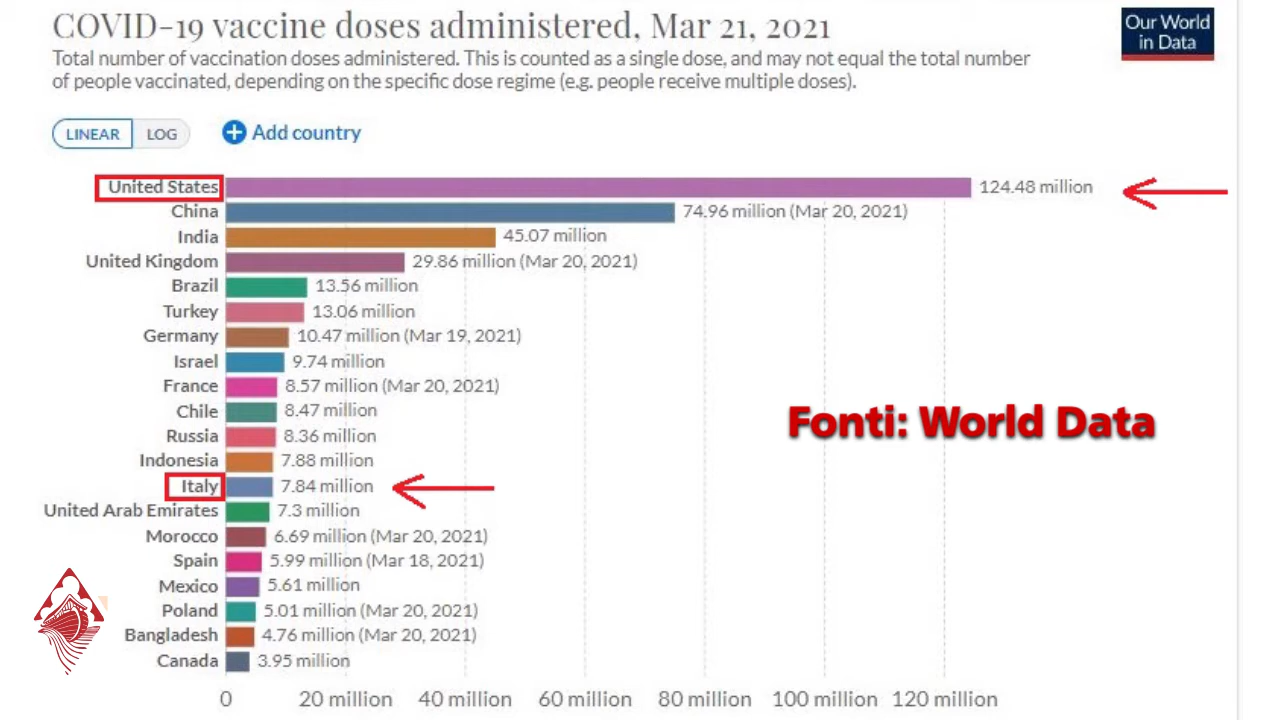 COVID-19 vaccine doses administered, Mar 21, 2021
Our World
in Data
Total number of vaccination doses administered. This is counted as a single dose, and may not equal the total number
of people vaccinated, depending on the specific dose regime (e.g. people receive multiple doses).
LINEAR LOG Add country
United States 124.48 million
China 74.96 million (Mar 20, 2021)
India 45.07 million
United Kingdom 29.86 million (Mar 20, 2021)
Brazil 13.56 million
Turkey 13.06 million
Germany 10.47 million (Mar 19, 2021)
Israel 9.74 million
France 8.57 million (Mar 20, 2021)
Chile 8.47 million
Fonti: World Data
Russia 8.36 million
Indonesia 7.88 million
Italy 7.84 million
United Arab Emirates 7.3 million
Morocco 6.69 million (Mar 20, 2021)
Spain 5.99 million (Mar 18, 2021)
Mexico 5.61 million
Poland 5.01 million (Mar 20, 2021)
Bangladesh 4.76 million (Mar 20, 2021)
Canada 3.95 million
0 20 million 40 million 60 million 80 million 100 million 120 million